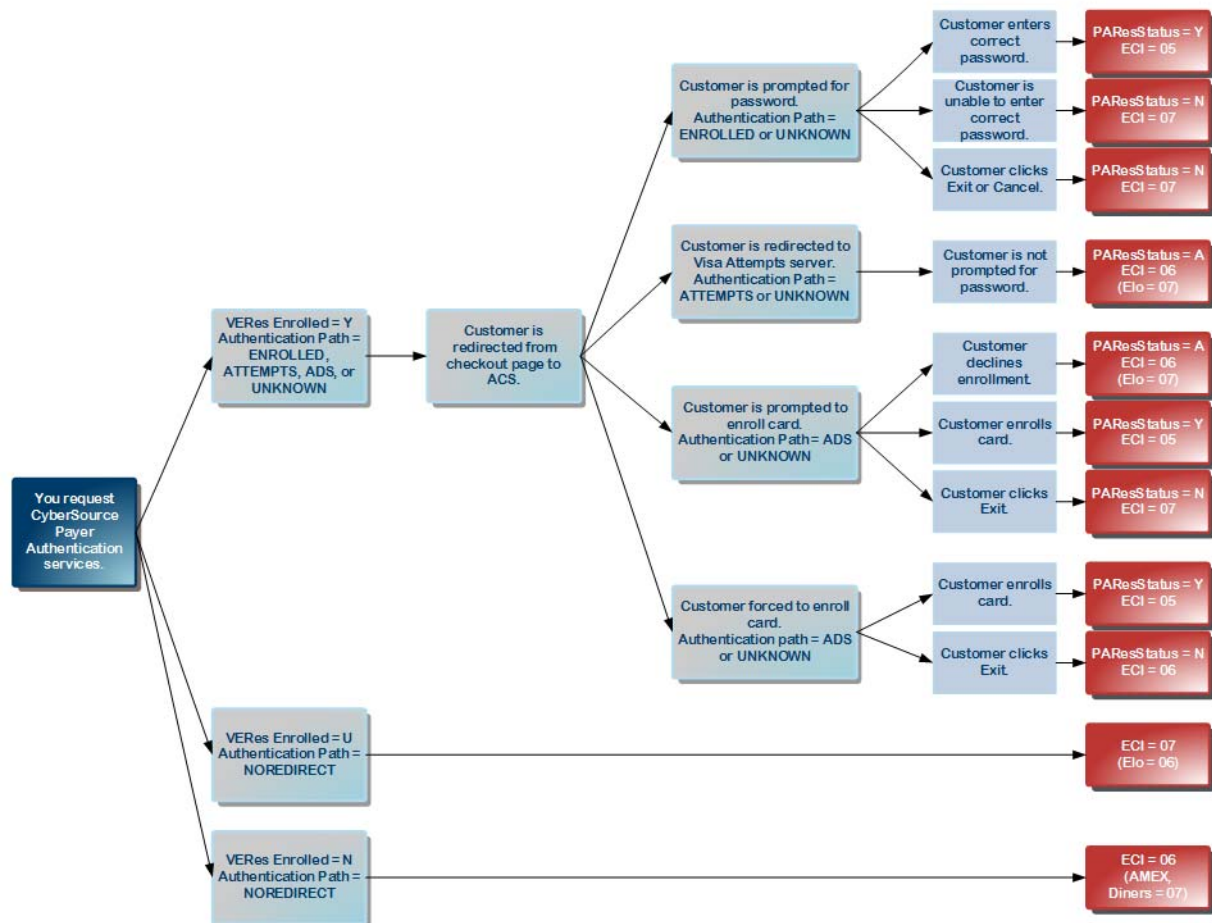 You request
CyberSource
Payer
Authentication
services.
VERes Enrolled = Y
Authentication Path =
ENROLLED,
ATTEMPTS, ADS, or
UNKNOWN
Customer is
redirected from
checkout page to
ACS.
Customer is prompted for
password.
Authentication Path =
ENROLLED or UNKNOWN
Customer enters
correct
password.
PAResStatus = Y
ECI = 05
Customer is
unable to enter
correct
password.
PAResStatus = N
ECI = 07
Customer clicks
Exit or Cancel.
PAResStatus = N
ECI = 07
Customer is redirected to
Visa Attempts server.
Authentication Path =
ATTEMPTS or UNKNOWN
Customer is not
prompted for
password.
PAResStatus = A
ECI = 06
(Elo = 07)
Customer is prompted to
enroll card.
Authentication Path = ADS
or UNKNOWN
Customer
declines
enrollment.
PAResStatus = A
ECI = 06
(Elo = 07)
Customer enrolls
card.
PAResStatus = Y
ECI = 05
Customer clicks
Exit.
PAResStatus = N
ECI = 07
Customer forced to enroll
card.
Authentication path = ADS
or UNKNOWN
Customer enrolls
card.
PAResStatus = Y
ECI = 05
Customer clicks
Exit.
PAResStatus = N
ECI = 06
VERes Enrolled = U
Authentication Path =
NOREDIRECT
ECI = 07
(Elo = 06)
VERes Enrolled = N
Authentication Path =
NOREDIRECT
ECI = 06
(AMEX,
Diners = 07)